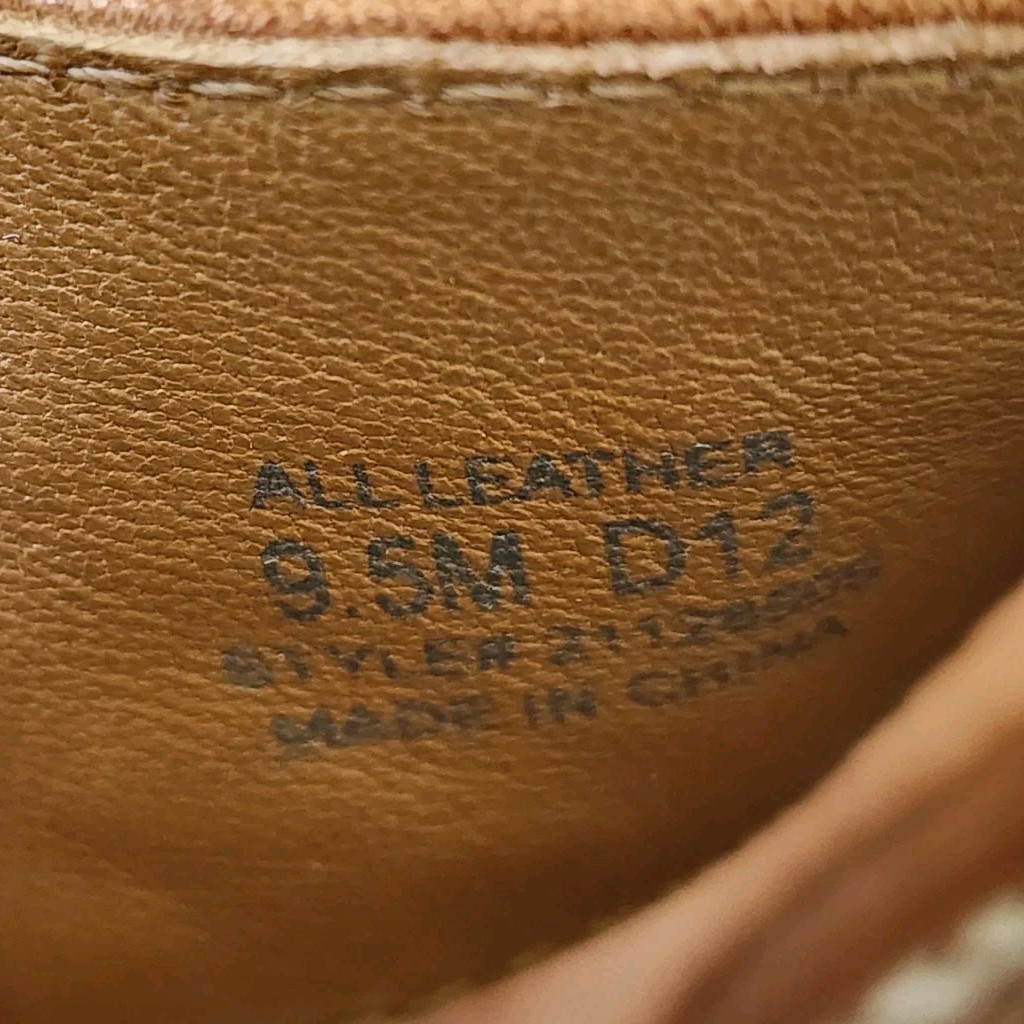 ALL LEATHER
9.5M D12
STYLE#
MADE IN CHINA